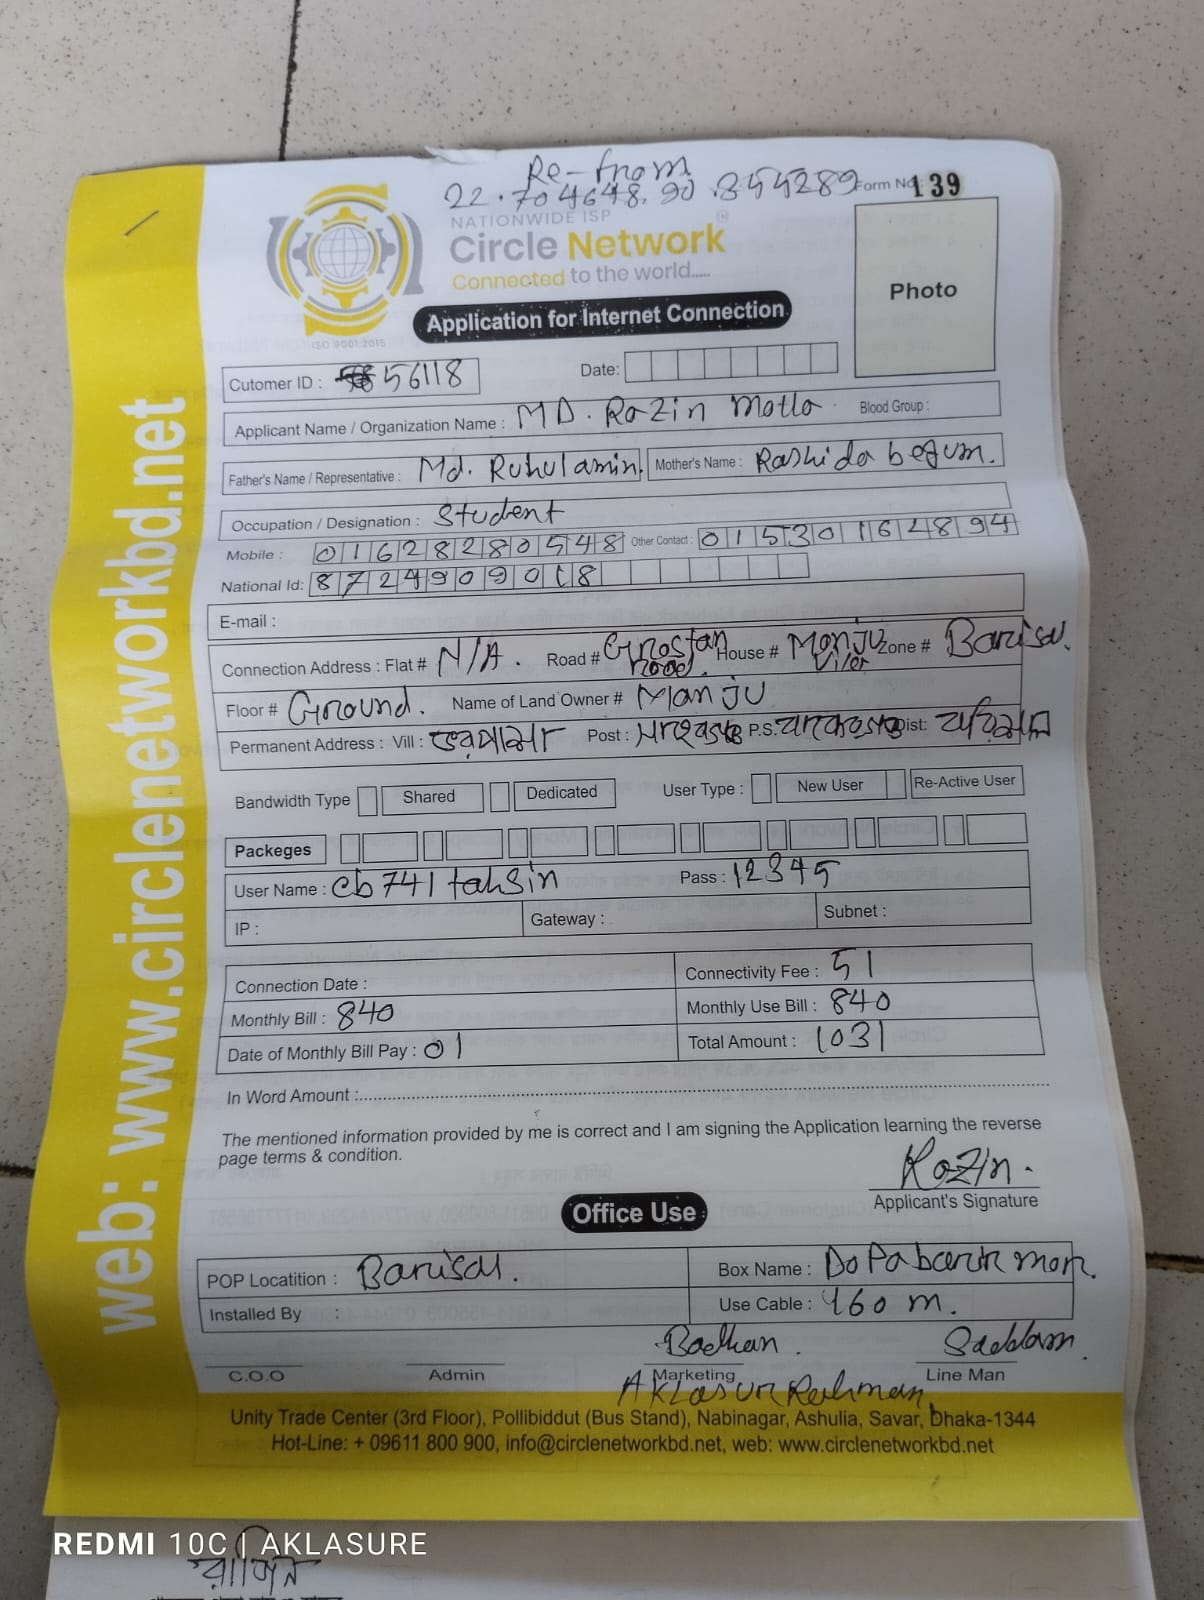 Re-from
22.704648, 90.354289
Form No. 139
NATIONWIDE ISP
Circle Network
Connected to the world.....
ISO 9001:2015
Application for Internet Connection
Photo
Cutomer ID : 56118 Date:
Applicant Name / Organization Name : MD. Razin Molla Blood Group :
Father's Name / Representative : Md. Ruhul amin Mother's Name : Rashida begum.
Occupation / Designation : Student
Mobile : 01628280548 Other Contact : 01530164894
National Id: 8724909018
E-mail :
Connection Address : Flat # N/A. Road # road. House # Manju Zone # Barisal.
Floor # Ground. Name of Land Owner # Manju
Permanent Address : Vill : Post : P.S. Dist:
Bandwidth Type Shared Dedicated User Type : New User Re-Active User
Packeges
User Name : cb741tahsin Pass : 12345
IP : Gateway : Subnet :
Connection Date : Connectivity Fee : 51
Monthly Bill : 840 Monthly Use Bill : 840
Date of Monthly Bill Pay : 01 Total Amount : 1031
In Word Amount :
The mentioned information provided by me is correct and I am signing the Application learning the reverse
page terms & condition.
Razin.
Applicant's Signature
Office Use
POP Locatition : Barisal. Box Name :
Installed By : Use Cable : 160 m.
Badhan. Saddam.
C.O.O Admin Marketing Line Man
Aklasur Rahman
Unity Trade Center (3rd Floor), Pollibiddut (Bus Stand), Nabinagar, Ashulia, Savar, Dhaka-1344
Hot-Line: + 09611 800 900, info@circlenetworkbd.net, web: www.circlenetworkbd.net
web: www.circlenetworkbd.net
REDMI 10C | AKLASURE
রাজিন